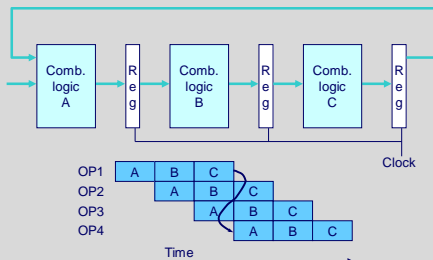 Comb. logic A
R e g
Comb. logic B
R e g
Comb. logic C
R e g
Clock
OP1 A B C
OP2 A B C
OP3 A B C
OP4 A B C
Time